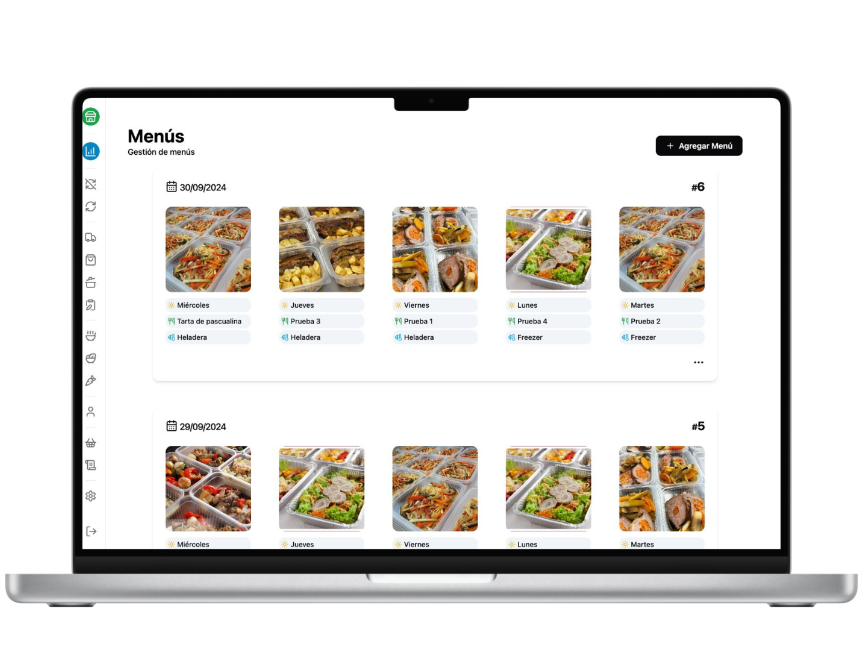 Menús
Gestión de menús
+ Agregar Menú
30/09/2024
#6
Miércoles
Jueves
Viernes
Lunes
Martes
Tarta de pascualina
Prueba 3
Prueba 1
Prueba 4
Prueba 2
Heladera
Heladera
Heladera
Freezer
Freezer
29/09/2024
#5
Miércoles
Jueves
Viernes
Lunes
Martes